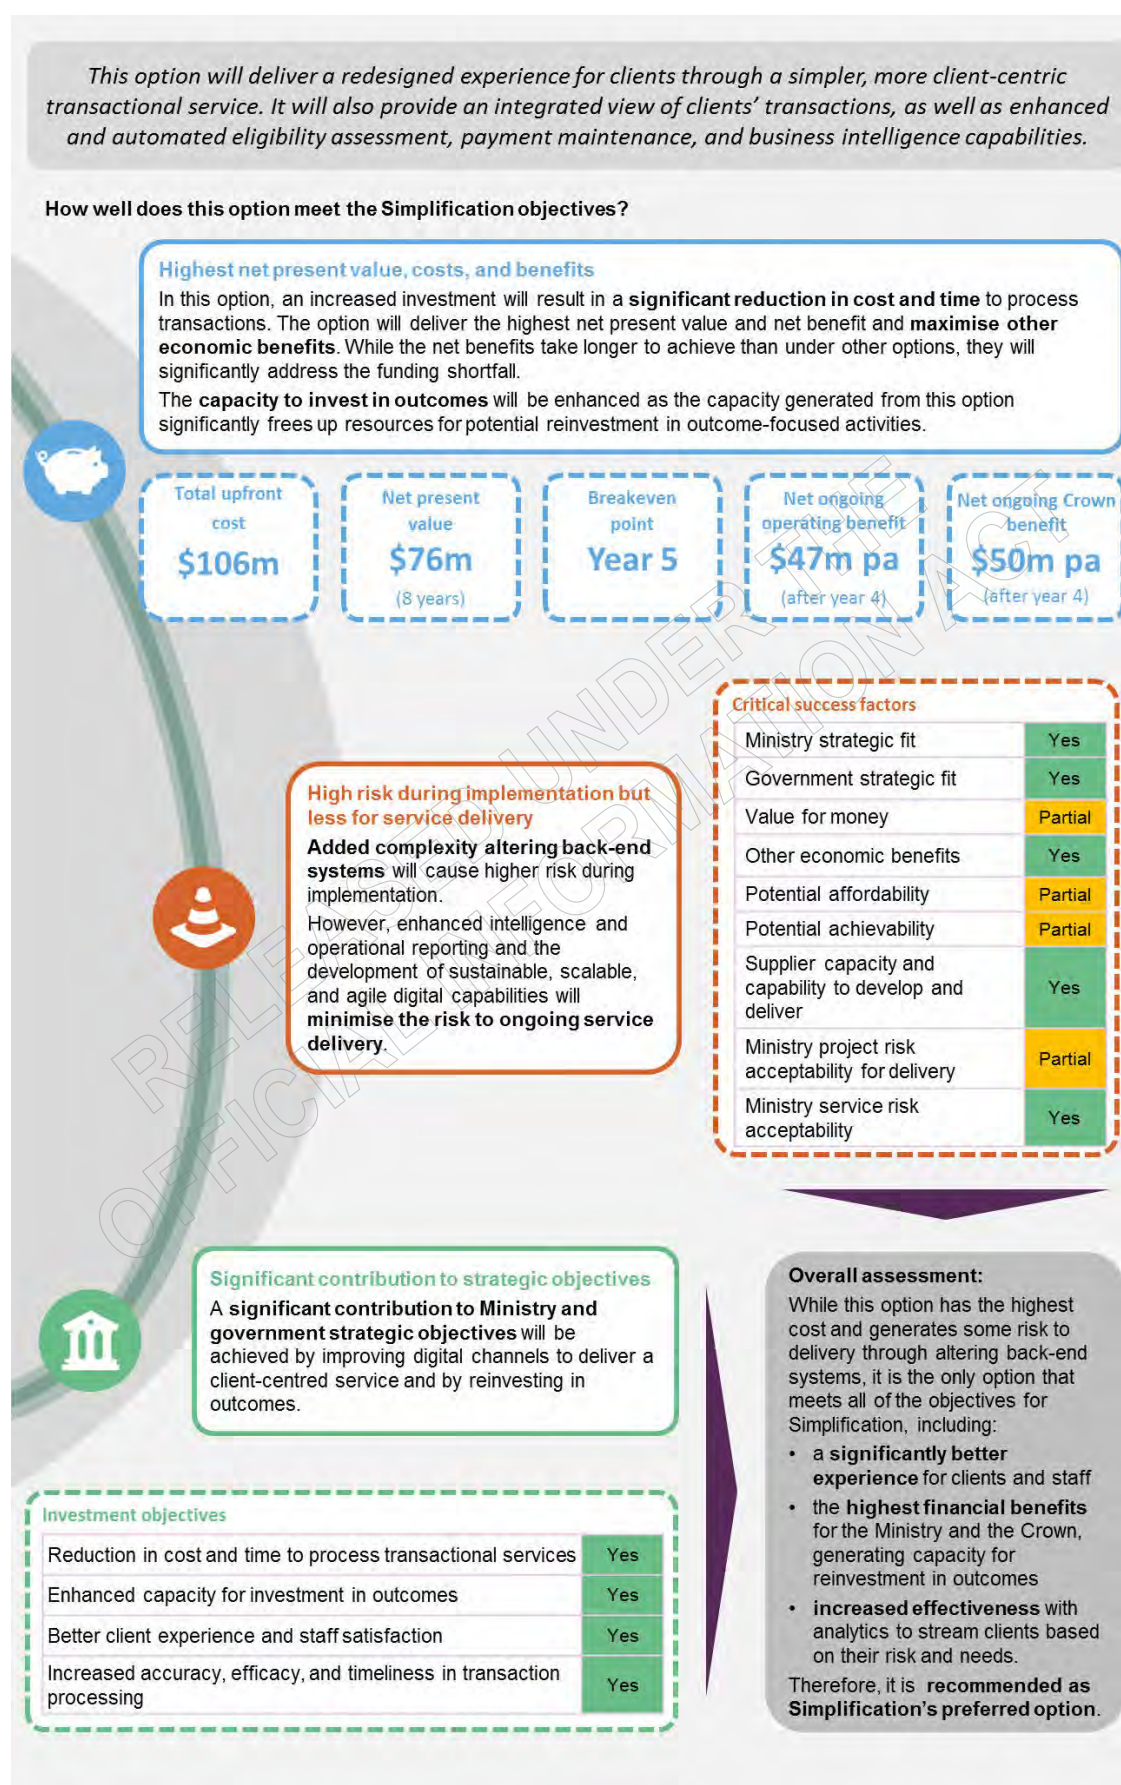 This option will deliver a redesigned experience for clients through a simpler, more client-centric
transactional service. It will also provide an integrated view of clients' transactions, as well as enhanced
and automated eligibility assessment, payment maintenance, and business intelligence capabilities.
How well does this option meet the Simplification objectives?
Highest net present value, costs, and benefits
In this option, an increased investment will result in a significant reduction in cost and time to process
transactions. The option will deliver the highest net present value and net benefit and maximise other
economic benefits. While the net benefits take longer to achieve than under other options, they will
significantly address the funding shortfall.
The capacity to invest in outcomes will be enhanced as the capacity generated from this option
significantly frees up resources for potential reinvestment in outcome-focused activities.
Total upfront
cost
$106m
Net present
value
$76m
(8 years)
Breakeven
point
Year 5
Net ongoing
operating benefit
$47m pa
(after year 4)
Net ongoing Crown
benefit
$50m pa
(after year 4)
High risk during implementation but
less for service delivery
Added complexity altering back-end
systems will cause higher risk during
implementation.
However, enhanced intelligence and
operational reporting and the
development of sustainable, scalable,
and agile digital capabilities will
minimise the risk to ongoing service
delivery.
Critical success factors
Ministry strategic fit Yes
Government strategic fit Yes
Value for money Partial
Other economic benefits Yes
Potential affordability Partial
Potential achievability Partial
Supplier capacity and
capability to develop and Yes
deliver
Ministry project risk
acceptability for delivery Partial
Ministry service risk
acceptability Yes
Significant contribution to strategic objectives
A significant contribution to Ministry and
government strategic objectives will be
achieved by improving digital channels to deliver a
client-centred service and by reinvesting in
outcomes.
Investment objectives
Reduction in cost and time to process transactional services Yes
Enhanced capacity for investment in outcomes Yes
Better client experience and staff satisfaction Yes
Increased accuracy, efficacy, and timeliness in transaction
processing Yes
Overall assessment:
While this option has the highest
cost and generates some risk to
delivery through altering back-end
systems, it is the only option that
meets all of the objectives for
Simplification, including:
• a significantly better
experience for clients and staff
• the highest financial benefits
for the Ministry and the Crown,
generating capacity for
reinvestment in outcomes
• increased effectiveness with
analytics to stream clients based
on their risk and needs.
Therefore, it is recommended as
Simplification's preferred option.
RELEASED UNDER THE
OFFICIAL INFORMATION ACT